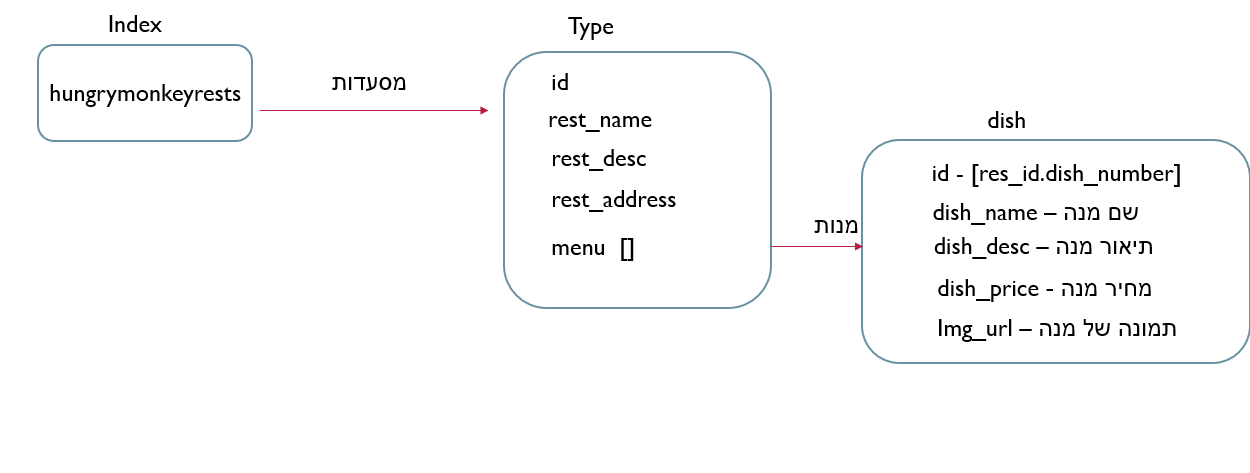 Index
hungrymonkeyrests
מסעדות
Type
id
rest_name
rest_desc
rest_address
menu []
מנות
dish
id - [res_id.dish_number]
dish_name – שם מנה
dish_desc – תיאור מנה
dish_price - מחיר מנה
Img_url – תמונה של מנה